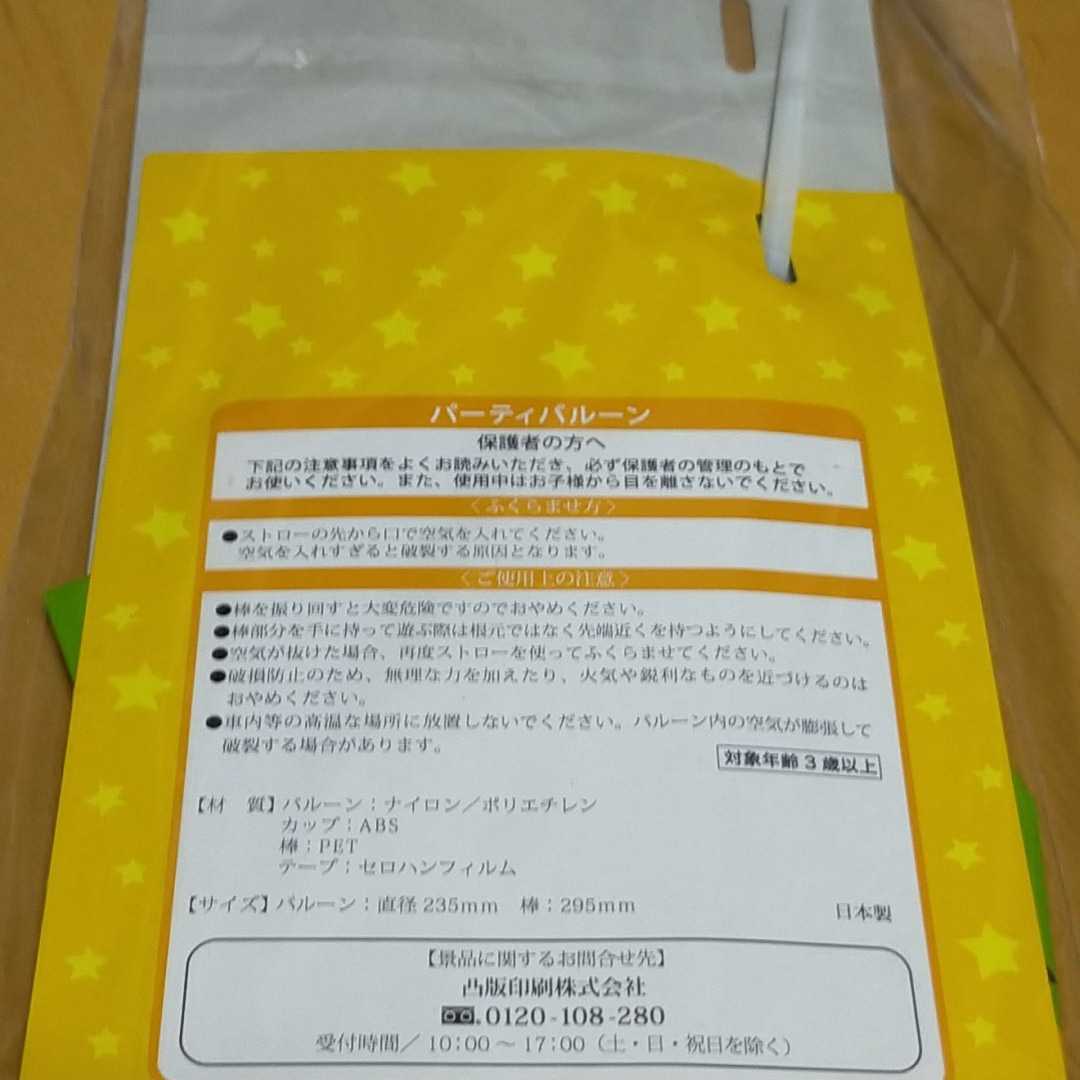 パーティバルーン
保護者の方へ
下記の注意事項をよくお読みいただき、必ず保護者の管理のもとで
お使いください。また、使用中はお子様から目を離さないでください。
〈ふくらませ方〉
●ストローの先から口で空気を入れてください。
空気を入れすぎると破裂する原因となります。
〈ご使用上の注意〉
●棒を振り回すと大変危険ですのでおやめください。
●棒部分を手に持って遊ぶ際は根元ではなく先端近くを持つようにしてください。
●空気が抜けた場合、再度ストローを使ってふくらませてください。
●破損防止のため、無理な力を加えたり、火気や鋭利なものを近づけるのは
おやめください。
●車内等の高温な場所に放置しないでください。バルーン内の空気が膨張して
破裂する場合があります。
対象年齢3歳以上
【材 質】バルーン：ナイロン／ポリエチレン
カップ：ABS
棒：PET
テープ：セロハンフィルム
【サイズ】バルーン：直径235mm 棒：295mm
日本製
【景品に関するお問合せ先】
凸版印刷株式会社
0120-108-280
受付時間／10:00～17:00（土・日・祝日を除く）